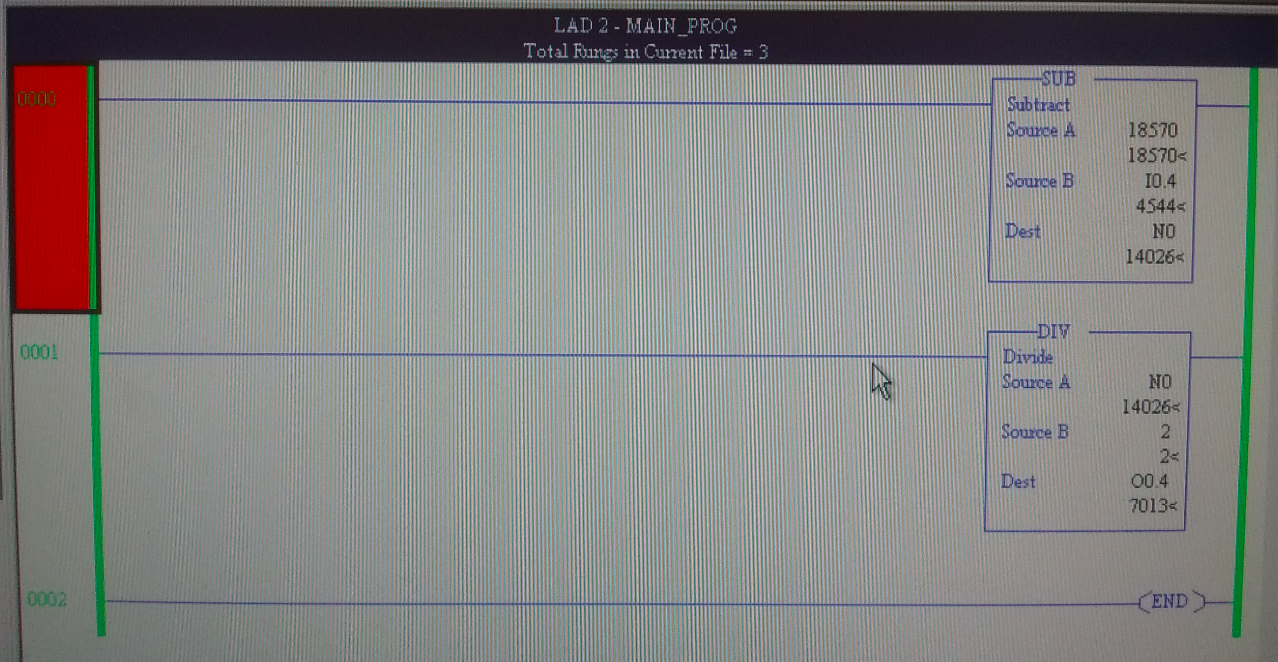 LAD 2 - MAIN_PROG
Total Rungs in Current File = 3
0000
SUB
Subtract
Source A 18570
18570<
Source B I0.4
4544<
Dest N0
14026<
0001
DIV
Divide
Source A N0
14026<
Source B 2
2<
Dest O0.4
7013<
0002
END